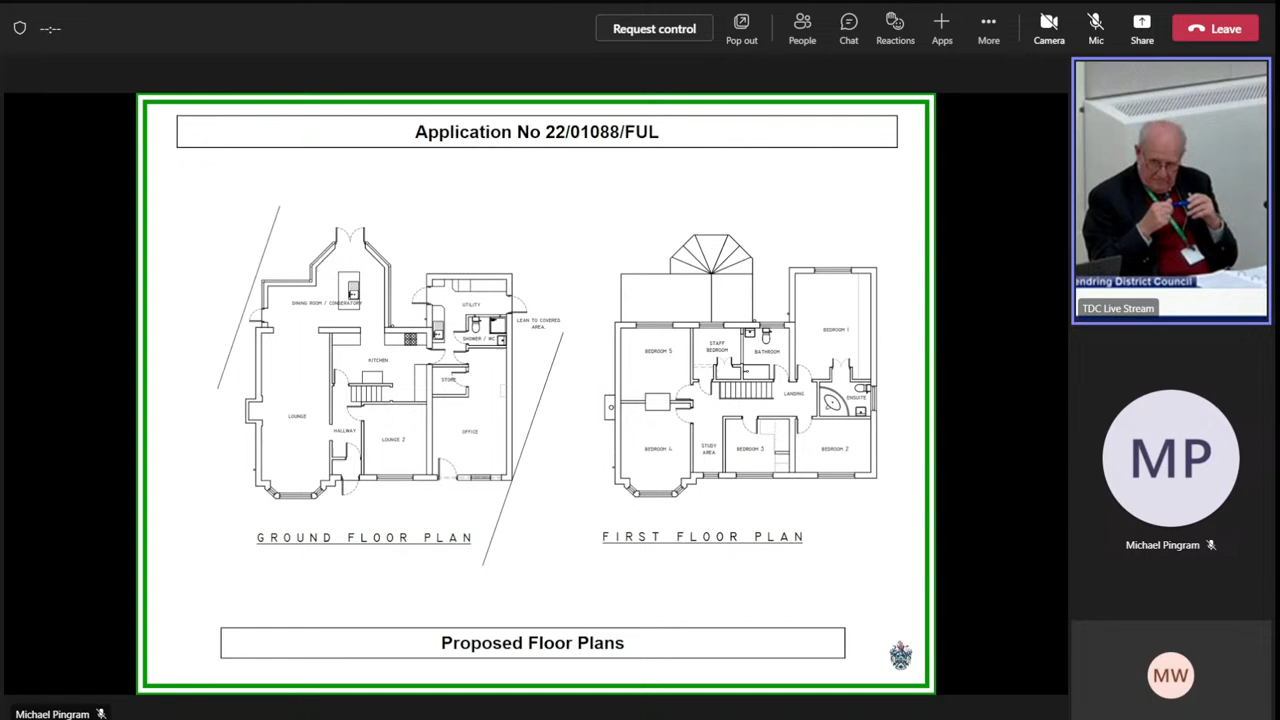 --:--
Request control
Pop out
People
Chat
Reactions
Apps
More
Camera
Mic
Share
Leave
Application No 22/01088/FUL
DINING ROOM / CONSERVATORY
UTILITY
LEAN TO COVERED
AREA.
SHOWER / WC
KITCHEN
STORE
LOUNGE
HALLWAY
LOUNGE 2
OFFICE
GROUND FLOOR PLAN
BEDROOM 1
BEDROOM 5
STAFF
BEDROOM
BATHROOM
LANDING
ENSUITE
BEDROOM 4
STUDY
AREA
BEDROOM 3
BEDROOM 2
FIRST FLOOR PLAN
Proposed Floor Plans
endring District Council
TDC Live Stream
MP
Michael Pingram
MW
Michael Pingram